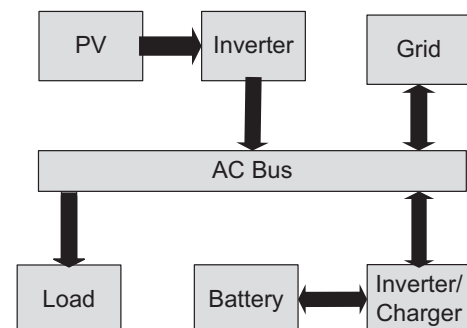 PV
Inverter
Grid
AC Bus
Load
Battery
Inverter/
Charger